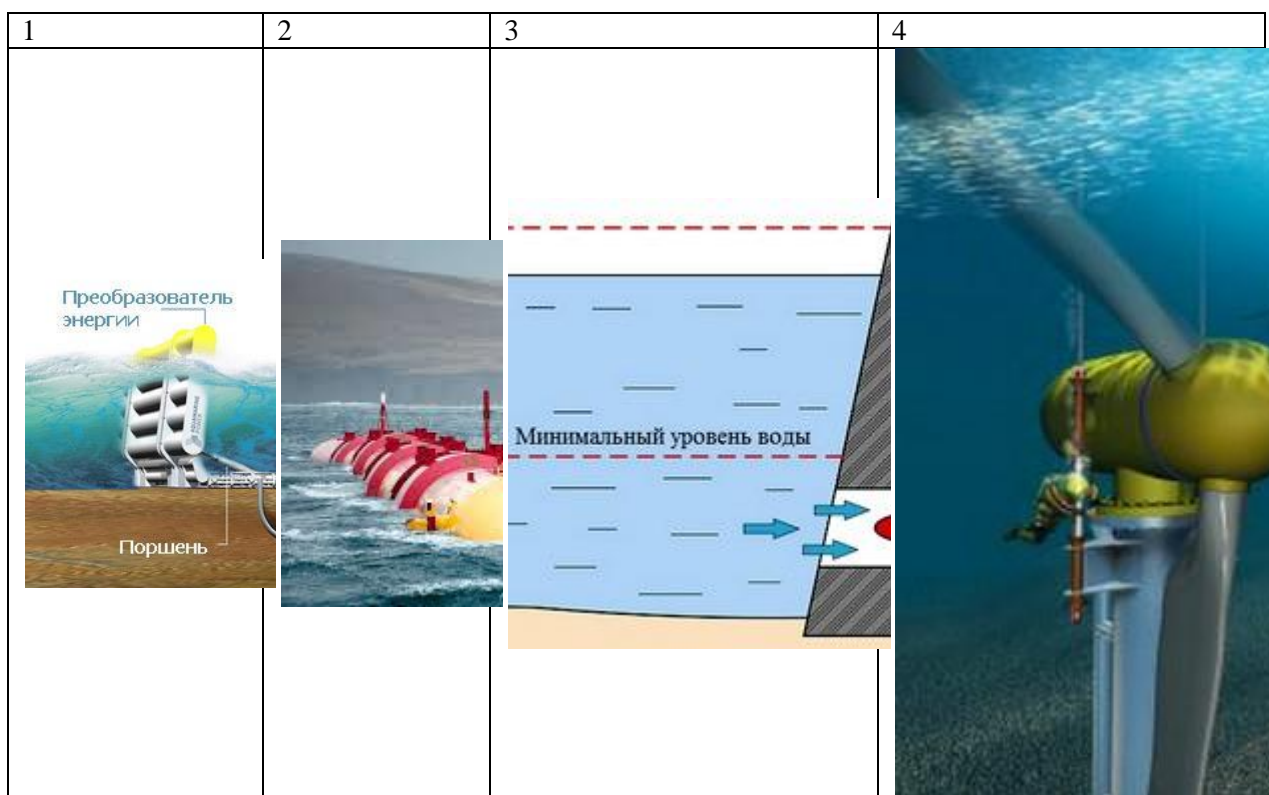 1
2
3
4
Преобразователь
энергии
Поршень
Минимальный уровень воды